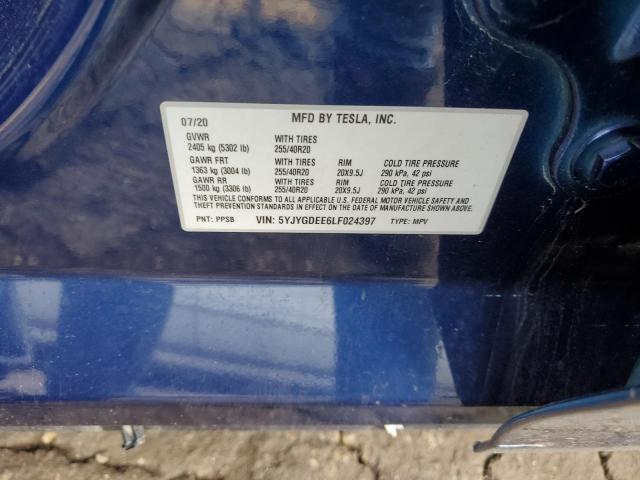 07/20 MFD BY TESLA, INC.
GVWR WITH TIRES
2405 kg (5302 lb) 255/40R20
GAWR FRT WITH TIRES RIM COLD TIRE PRESSURE
1363 kg (3004 lb) 255/40R20 20X9.5J 290 kPa, 42 psi
GAWR RR WITH TIRES RIM COLD TIRE PRESSURE
1500 kg (3306 lb) 255/40R20 20X9.5J 290 kPa, 42 psi
THIS VEHICLE CONFORMS TO ALL APPLICABLE U.S. FEDERAL MOTOR VEHICLE SAFETY AND
THEFT PREVENTION STANDARDS IN EFFECT ON THE DATE OF MANUFACTURE SHOWN ABOVE.
PNT: PPSB VIN: 5YJYGDEE6LF024397 TYPE: MPV